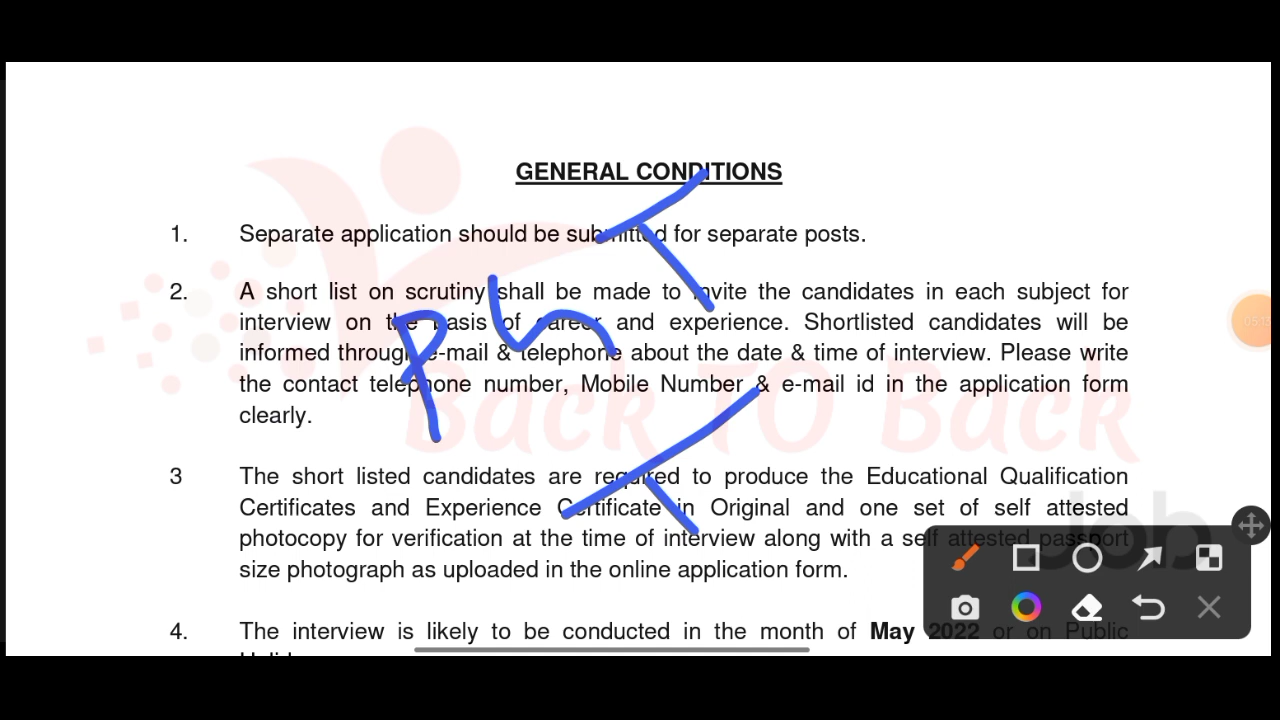 GENERAL CONDITIONS
1. Separate application should be submitted for separate posts.
2. A short list on scrutiny shall be made to invite the candidates in each subject for
interview on the basis of career and experience. Shortlisted candidates will be
informed through e-mail & telephone about the date & time of interview. Please write
the contact telephone number, Mobile Number & e-mail id in the application form
clearly.
Back TO Back
3 The short listed candidates are required to produce the Educational Qualification
Certificates and Experience Certificate in Original and one set of self attested
photocopy for verification at the time of interview along with a self attested passport
size photograph as uploaded in the online application form.
Job
4. The interview is likely to be conducted in the month of May 2022 or on Public